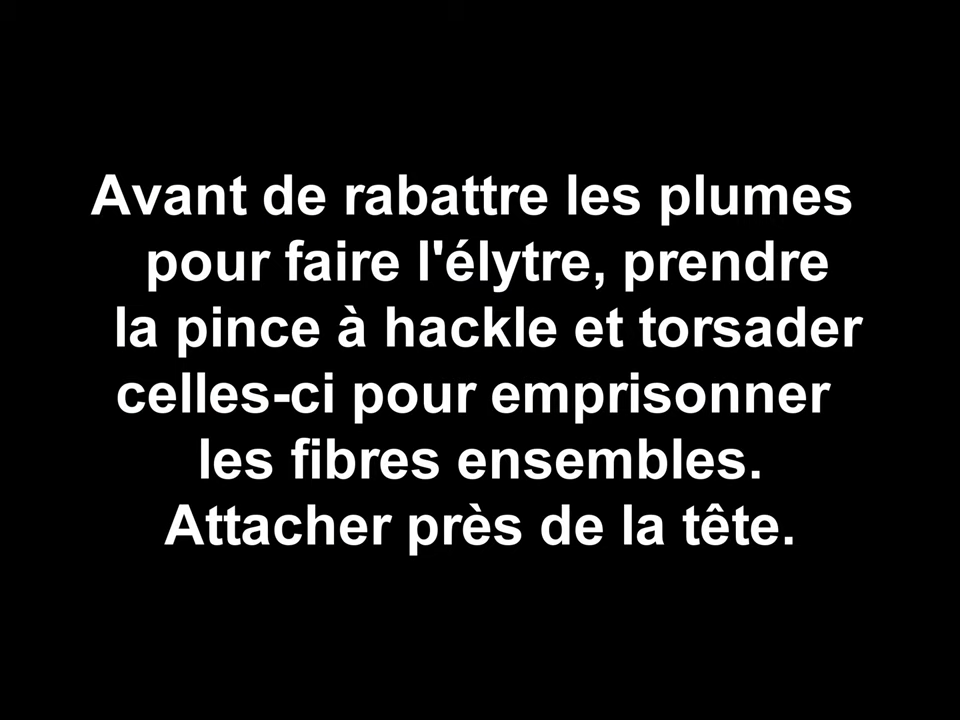 Avant de rabattre les plumes
pour faire l'élytre, prendre
la pince à hackle et torsader
celles-ci pour emprisonner
les fibres ensembles.
Attacher près de la tête.